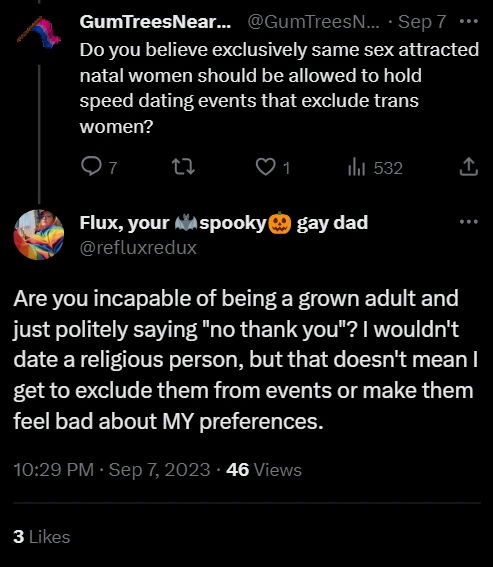 GumTreesNear... @GumTreesN... · Sep 7 ···
Do you believe exclusively same sex attracted
natal women should be allowed to hold
speed dating events that exclude trans
women?
7 1 532
Flux, your 🦇spooky🎃 gay dad ···
@refluxredux
Are you incapable of being a grown adult and
just politely saying "no thank you"? I wouldn't
date a religious person, but that doesn't mean I
get to exclude them from events or make them
feel bad about MY preferences.
10:29 PM · Sep 7, 2023 · 46 Views
3 Likes